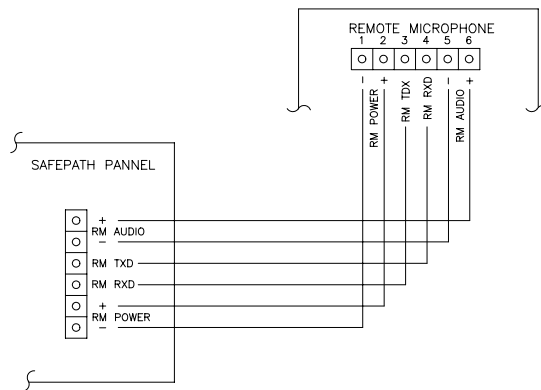 REMOTE MICROPHONE
1 2 3 4 5 6
- + - +
RM POWER
RM TDX
RM RXD
RM AUDIO
SAFEPATH PANNEL
+
RM AUDIO
-
RM TXD
RM RXD
+
RM POWER
-